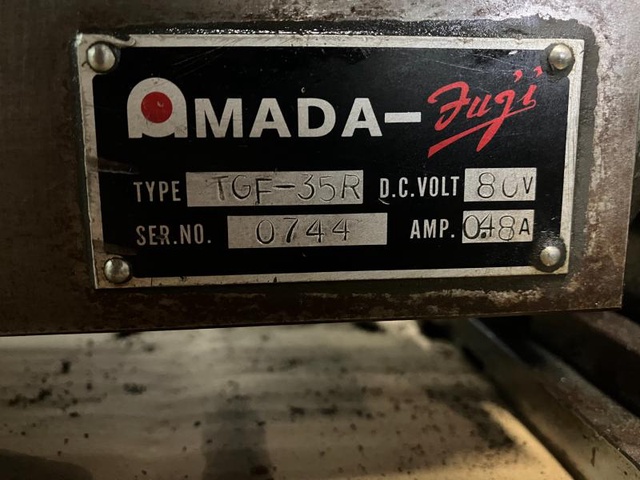 AMADA-Fuji
TYPE TGF-35R D.C.VOLT 80V
SER.NO. 0744 AMP. 0.48A